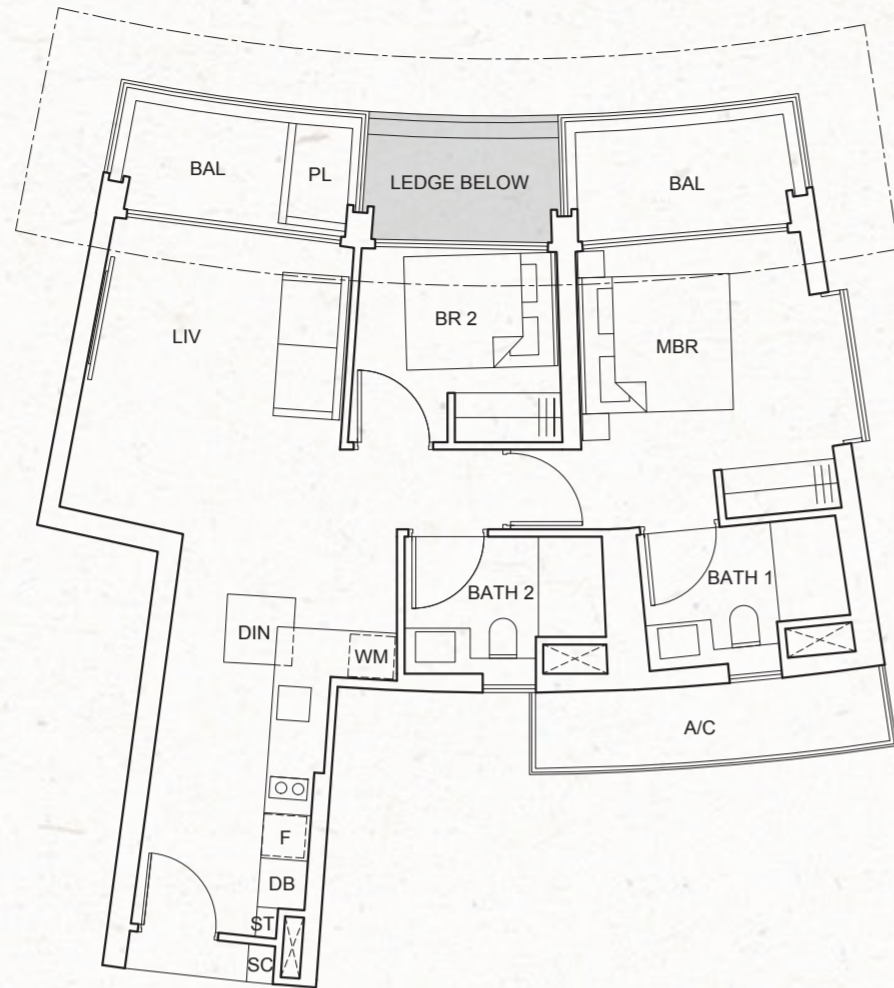 BAL
PL
LEDGE BELOW
BAL
LIV
BR 2
MBR
BATH 2
BATH 1
DIN
WM
A/C
F
DB
ST
SC